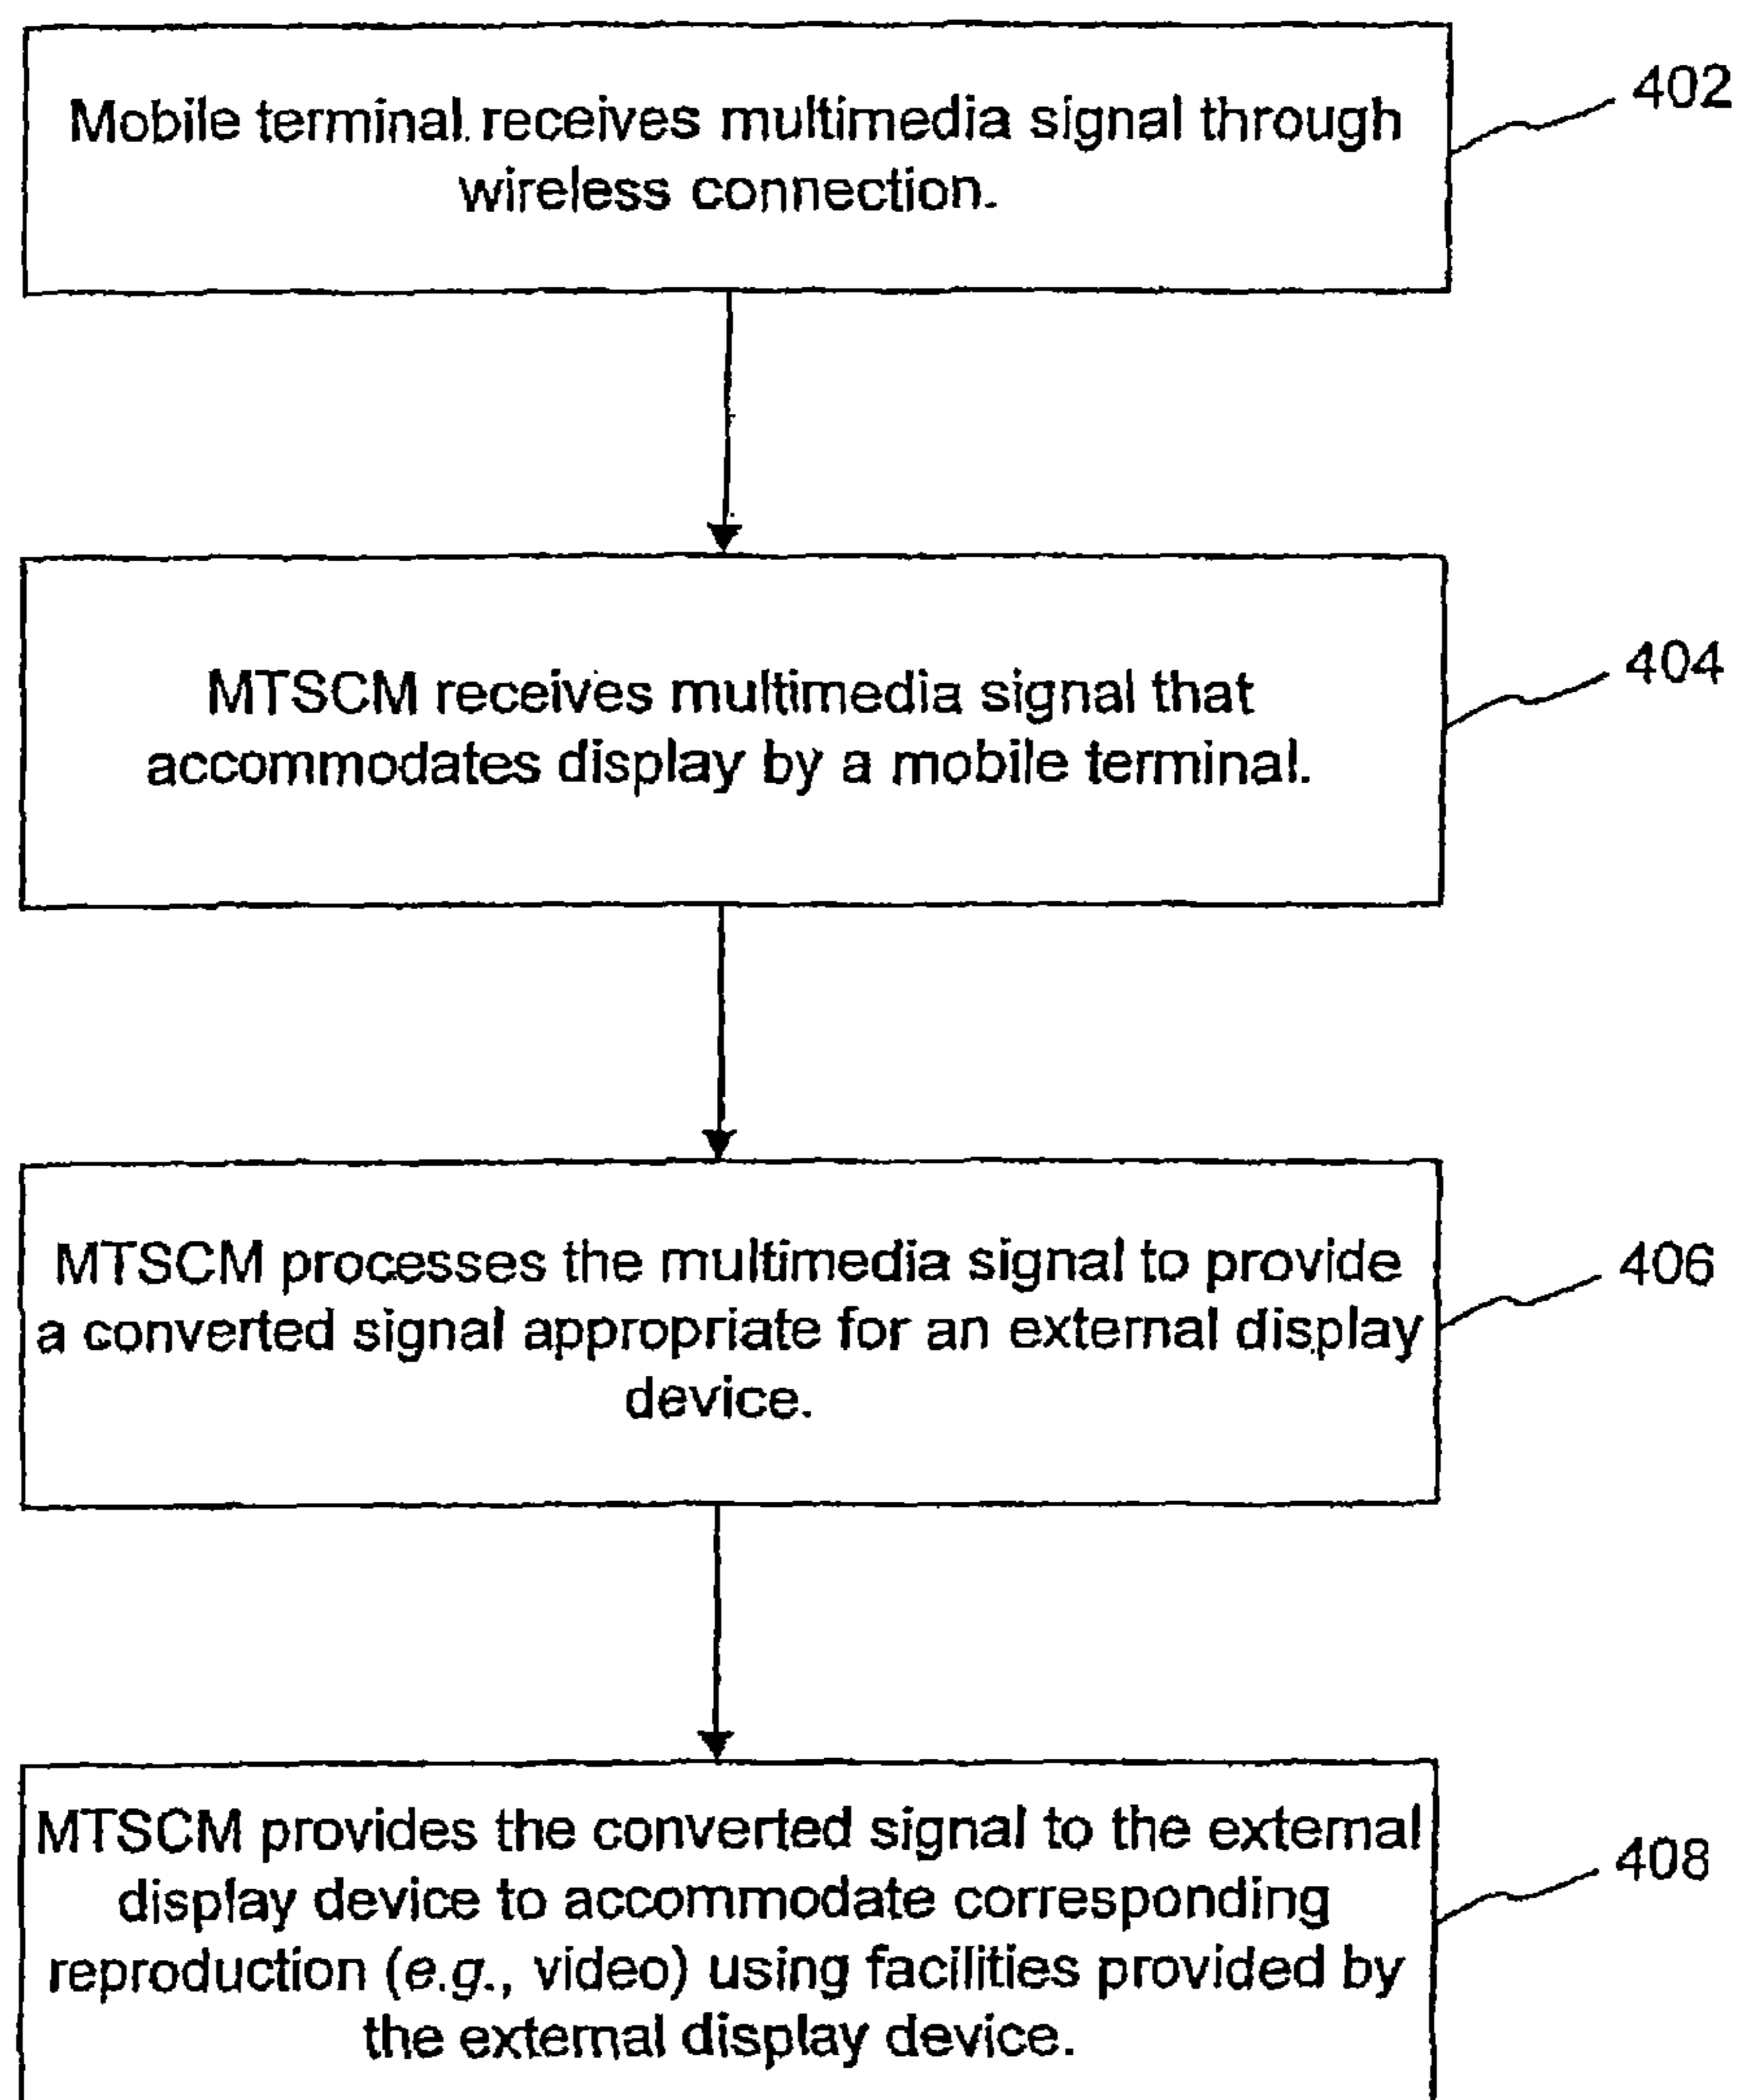 Mobile terminal receives multimedia signal through
wireless connection.
402
MTSCM receives multimedia signal that
accommodates display by a mobile terminal.
404
MTSCM processes the multimedia signal to provide
a converted signal appropriate for an external display
device.
406
MTSCM provides the converted signal to the external
display device to accommodate corresponding
reproduction (e.g., video) using facilities provided by
the external display device.
408